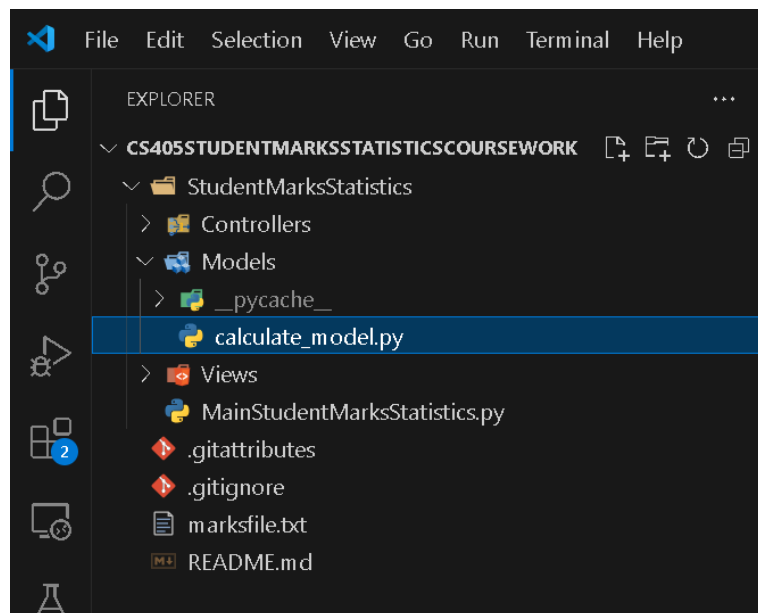 File Edit Selection View Go Run Terminal Help
EXPLORER
CS405STUDENTMARKSSTATISTICSCOURSEWORK
StudentMarksStatistics
Controllers
Models
__pycache__
calculate_model.py
Views
MainStudentMarksStatistics.py
2
.gitattributes
.gitignore
marksfile.txt
M↓ README.md